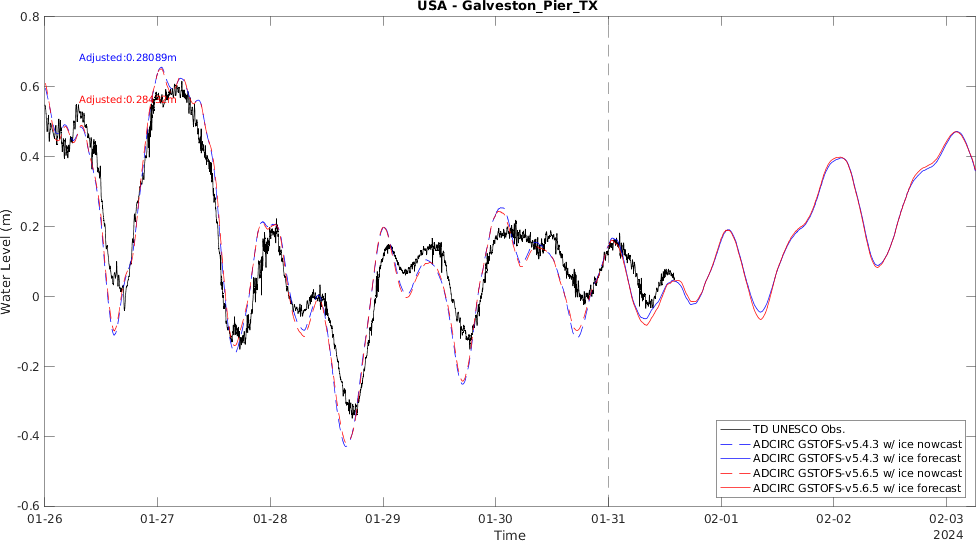 USA - Galveston_Pier_TX
Adjusted:0.28089m
Water Level (m)
0.8
0.6
0.4
0.2
0
-0.2
-0.4
-0.6
TD UNESCO Obs.
ADCIRC GSTOFS-v5.4.3 w/ ice nowcast
ADCIRC GSTOFS-v5.4.3 w/ ice forecast
ADCIRC GSTOFS-v5.6.5 w/ ice nowcast
ADCIRC GSTOFS-v5.6.5 w/ ice forecast
01-26 01-27 01-28 01-29 01-30 01-31 02-01 02-02 02-03
Time
2024